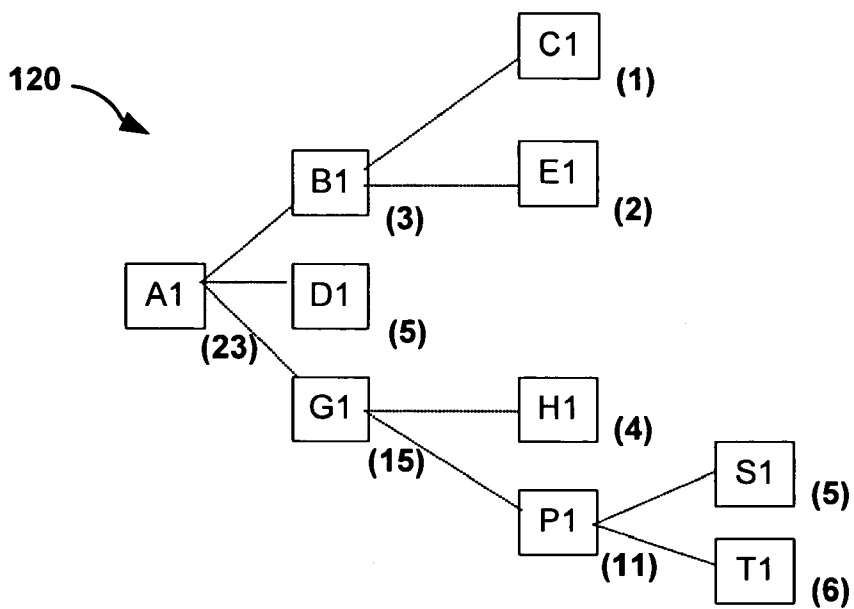 C1
(1)
120
B1
(3)
E1
(2)
A1
(23)
D1
(5)
G1
(15)
H1
(4)
P1
(11)
S1
(5)
T1
(6)